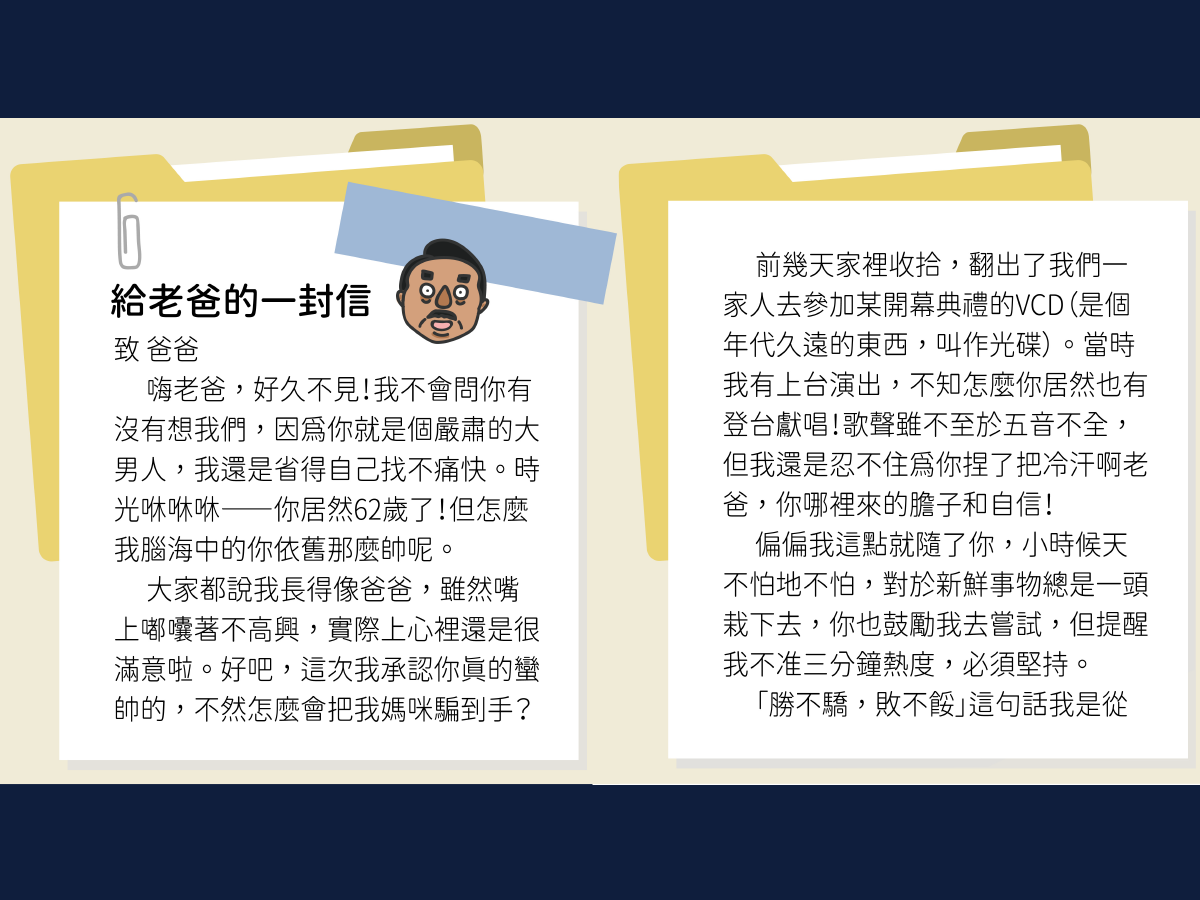 給老爸的一封信
致 爸爸
嗨老爸，好久不見！我不會問你有
沒有想我們，因為你就是個嚴肅的大
男人，我還是省得自己找不痛快。時
光咻咻咻——你居然62歲了！但怎麼
我腦海中的你依舊那麼帥呢。
大家都說我長得像爸爸，雖然嘴
上嘟囔著不高興，實際上心裡還是很
滿意啦。好吧，這次我承認你真的蠻
帥的，不然怎麼會把我媽咪騙到手？
前幾天家裡收拾，翻出了我們一
家人去參加某開幕典禮的VCD（是個
年代久遠的東西，叫作光碟）。當時
我有上台演出，不知怎麼你居然也有
登台獻唱！歌聲雖不至於五音不全，
但我還是忍不住為你捏了把冷汗啊老
爸，你哪裡來的膽子和自信！
偏偏我這點就隨了你，小時候天
不怕地不怕，對於新鮮事物總是一頭
栽下去，你也鼓勵我去嘗試，但提醒
我不准三分鐘熱度，必須堅持。
「勝不驕，敗不餒」這句話我是從